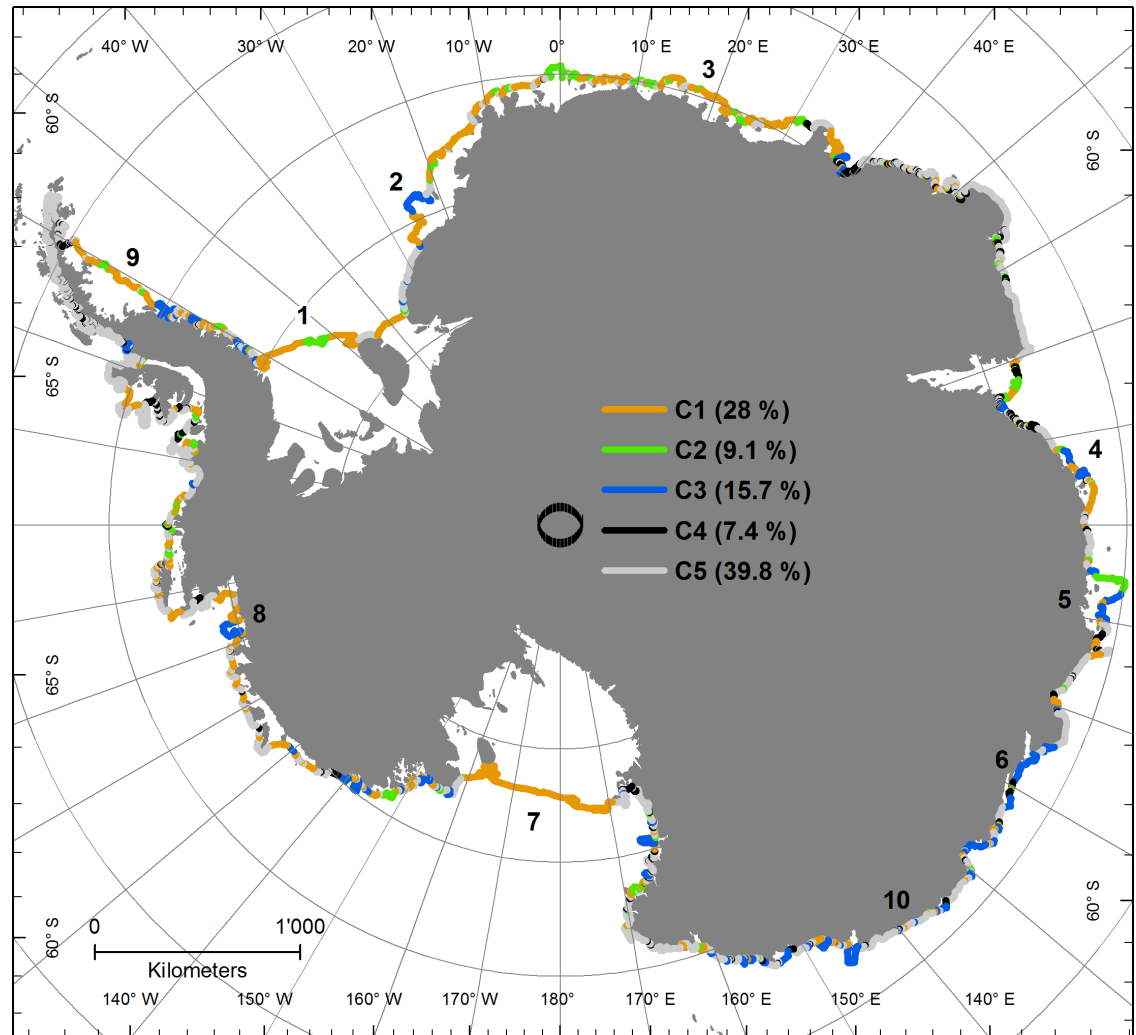 40° W 30° W 20° W 10° W 0° 10° E 20° E 30° E 40° E
3
60° S
60° S
2
9
1
65° S
C1 (28 %)
C2 (9.1 %)
4
C3 (15.7 %)
C4 (7.4 %)
C5 (39.8 %)
5
8
65° S
6
7
10
60° S
60° S
0 1'000
Kilometers
140° W 150° W 160° W 170° W 180° 170° E 160° E 150° E 140° E